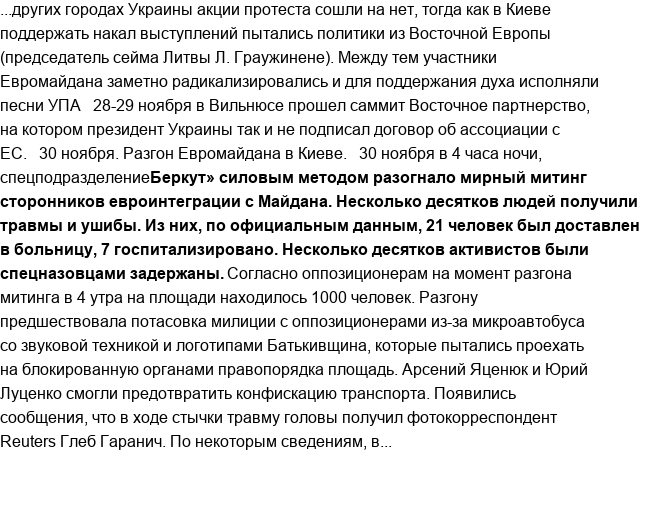 ...других городах Украины акции протеста сошли на нет, тогда как в Киеве
поддержать накал выступлений пытались политики из Восточной Европы
(председатель сейма Литвы Л. Граужинене). Между тем участники
Евромайдана заметно радикализировались и для поддержания духа исполняли
песни УПА   28-29 ноября в Вильнюсе прошел саммит Восточное партнерство,
на котором президент Украины так и не подписал договор об ассоциации с
ЕС.   30 ноября. Разгон Евромайдана в Киеве.   30 ноября в 4 часа ночи,
спецподразделениеБеркут» силовым методом разогнало мирный митинг
сторонников евроинтеграции с Майдана. Несколько десятков людей получили
травмы и ушибы. Из них, по официальным данным, 21 человек был доставлен
в больницу, 7 госпитализировано. Несколько десятков активистов были
спецназовцами задержаны. Согласно оппозиционерам на момент разгона
митинга в 4 утра на площади находилось 1000 человек. Разгону
предшествовала потасовка милиции с оппозиционерами из-за микроавтобуса
со звуковой техникой и логотипами Батькивщина, которые пытались проехать
на блокированную органами правопорядка площадь. Арсений Яценюк и Юрий
Луценко смогли предотвратить конфискацию транспорта. Появились
сообщения, что в ходе стычки травму головы получил фотокорреспондент
Reuters Глеб Гаранич. По некоторым сведениям, в...